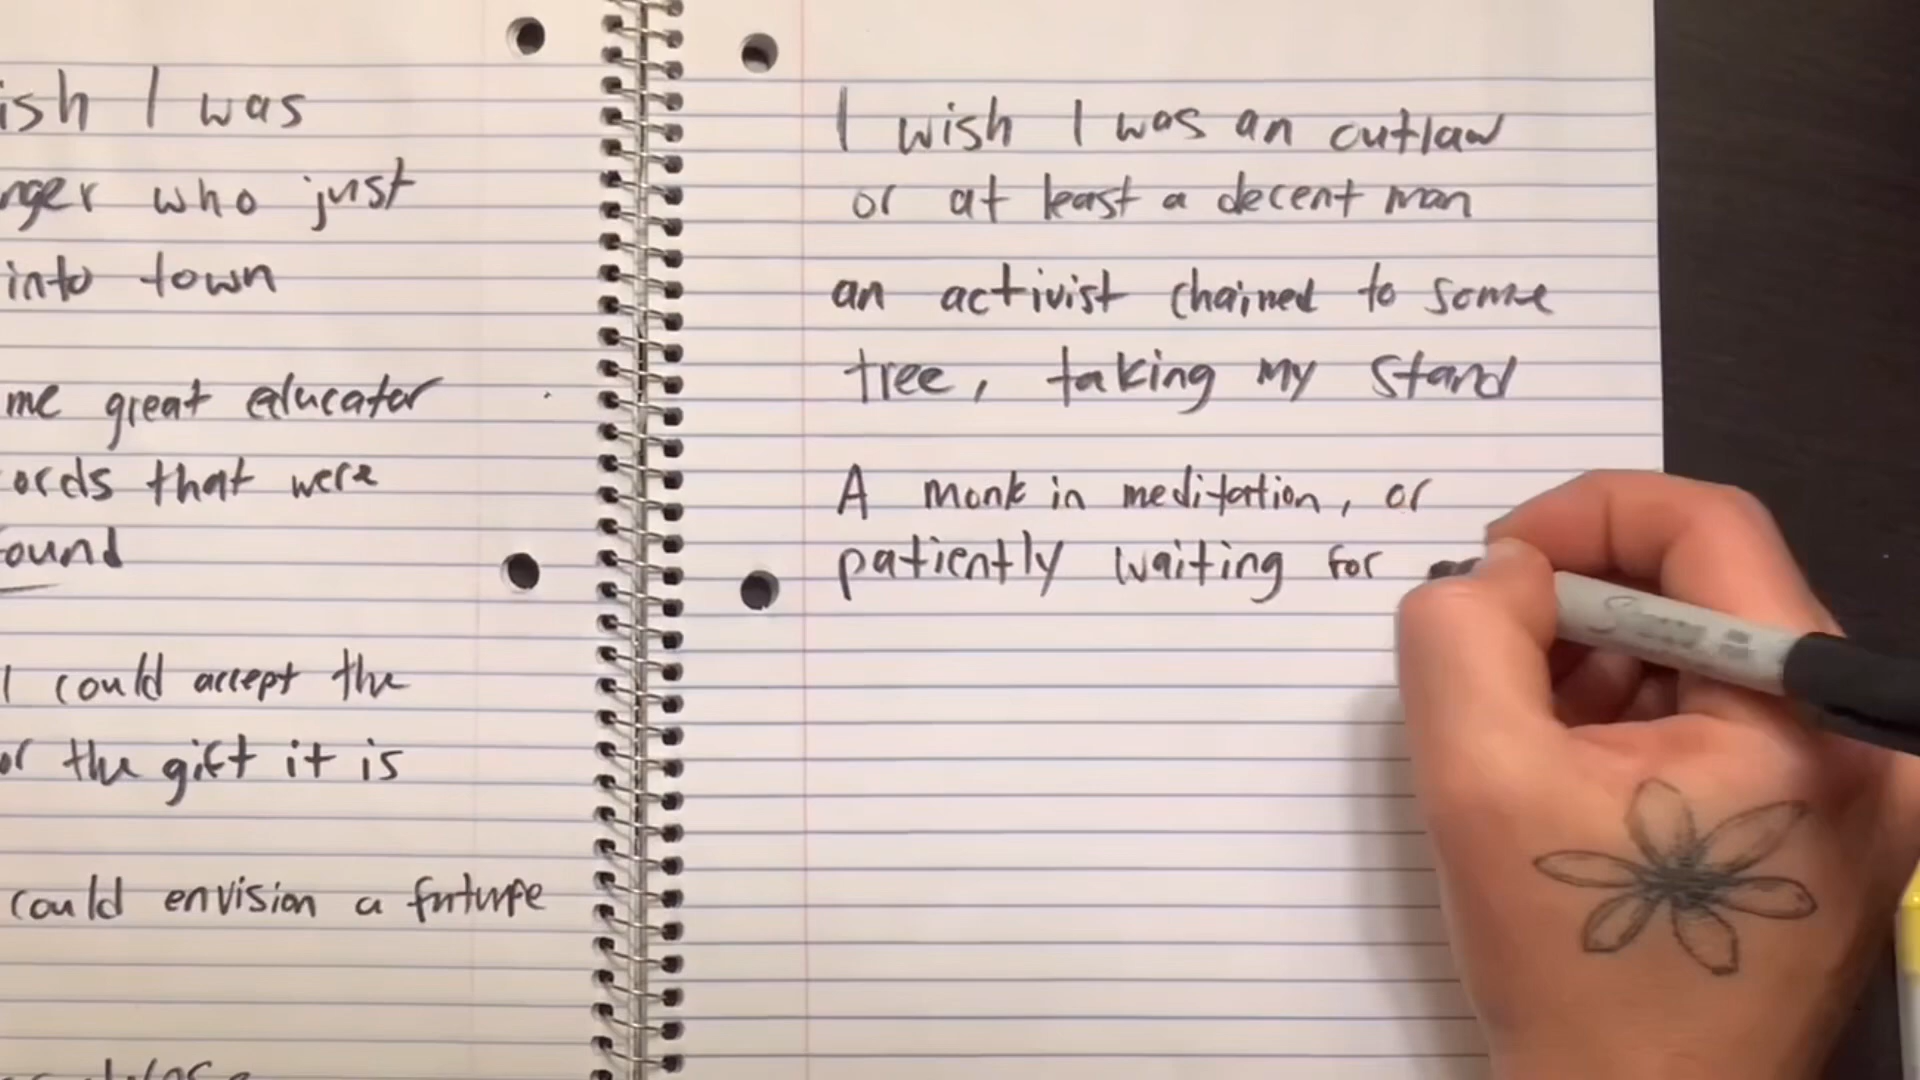 ish I was
nger who just
into town
me great educator
ords that were
ound
I could accept the
or the gift it is
could envision a future
I wish I was an outlaw
or at least a decent man
an activist chained to some
tree, taking my stand
A monk in meditation, or
patiently waiting for